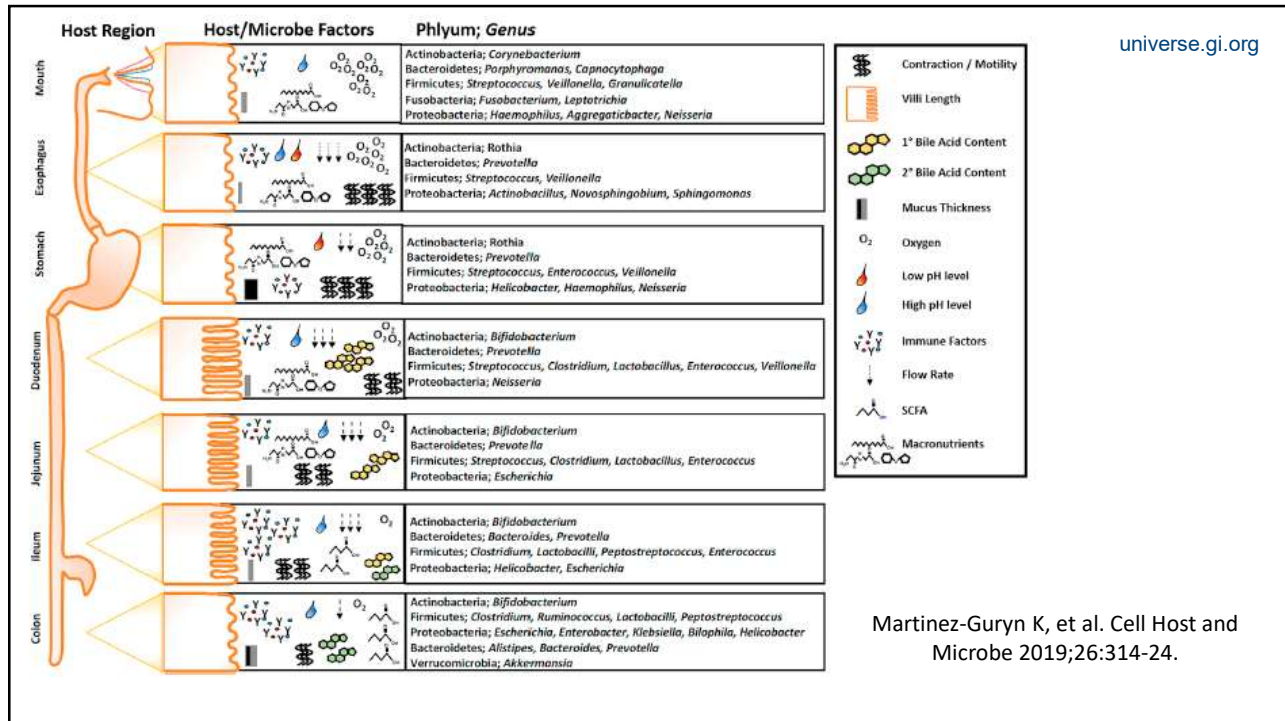 Host Region
Host/Microbe Factors
Phlyum; Genus
universe.gi.org
Mouth
Actinobacteria; Corynebacterium
Bacteroidetes; Porphyromanas, Capnocytophaga
Firmicutes; Streptococcus, Veillonella, Granulicatella
Fusobacteria; Fusobacterium, Leptotrichia
Proteobacteria; Haemophilus, Aggregaticbacter, Neisseria
Esophagus
Actinobacteria; Rothia
Bacteroidetes; Prevotella
Firmicutes; Streptococcus, Veillonella
Proteobacteria; Actinobacillus, Novosphingobium, Sphingomonas
Stomach
Actinobacteria; Rothia
Bacteroidetes; Prevotella
Firmicutes; Streptococcus, Enterococcus, Veillonella
Proteobacteria; Helicobacter, Haemophilus, Neisseria
Duodenum
Actinobacteria; Bifidobacterium
Bacteroidetes; Prevotella
Firmicutes; Streptococcus, Clostridium, Lactobacillus, Enterococcus, Veillonella
Proteobacteria; Neisseria
Jejunum
Actinobacteria; Bifidobacterium
Bacteroidetes; Prevotella
Firmicutes; Streptococcus, Clostridium, Lactobacillus, Enterococcus
Proteobacteria; Escherichia
Ileum
Actinobacteria; Bifidobacterium
Bacteroidetes; Bacteroides, Prevotella
Firmicutes; Clostridium, Lactobacilli, Peptostreptococcus, Enterococcus
Proteobacteria; Helicobacter, Escherichia
Colon
Actinobacteria; Bifidobacterium
Firmicutes; Clostridium, Ruminococcus, Lactobacilli, Peptostreptococcus
Proteobacteria; Escherichia, Enterobacter, Klebsiella, Bilophila, Helicobacter
Bacteroidetes; Alistipes, Bacteroides, Prevotella
Verrucomicrobia; Akkermansia
Contraction / Motility
Villi Length
1° Bile Acid Content
2° Bile Acid Content
Mucus Thickness
O2 Oxygen
Low pH level
High pH level
Immune Factors
Flow Rate
SCFA
Macronutrients
Martinez-Guryn K, et al. Cell Host and
Microbe 2019;26:314-24.